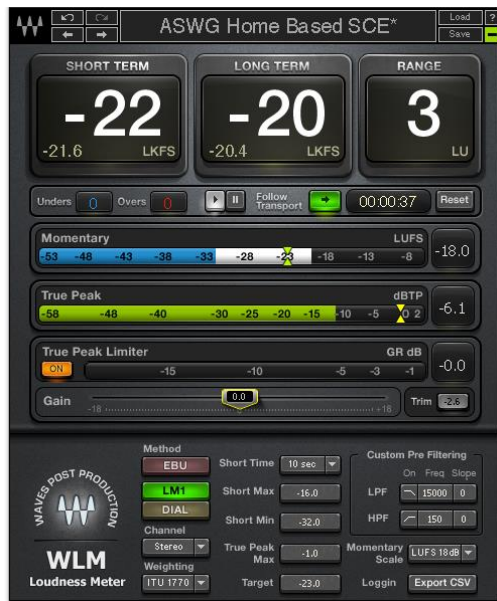 ASWG Home Based SCE*
Load
?
Save
SHORT TERM
-22
-21.6 LKFS
LONG TERM
-20
-20.4 LKFS
RANGE
3
LU
Unders 0 Overs 0 Follow Transport 00:00:37 Reset
Momentary LUFS
-53 -48 -43 -38 -33 -28 -23 -18 -13 -8
-18.0
True Peak dBTP
-58 -48 -40 -30 -25 -20 -15 -10 -5 0 2
-6.1
True Peak Limiter GR dB
ON -15 -10 -5 -3 -1
-0.0
Gain -18 0.0 +18 Trim -2.6
WAVES POST PRODUCTION
WLM
Loudness Meter
Method
EBU
LM1
DIAL
Channel
Stereo
Weighting
ITU 1770
Short Time 10 sec
Short Max -16.0
Short Min -32.0
True Peak Max -1.0
Target -23.0
Custom Pre Filtering
On Freq Slope
LPF 15000 0
HPF 150 0
Momentary Scale LUFS 18dB
Loggin Export CSV